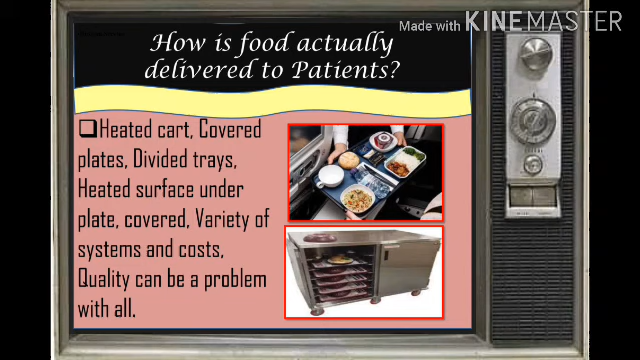 Made with KINEMASTER
How is food actually
delivered to Patients?
❑Heated cart, Covered
plates, Divided trays,
Heated surface under
plate, covered, Variety of
systems and costs,
Quality can be a problem
with all.